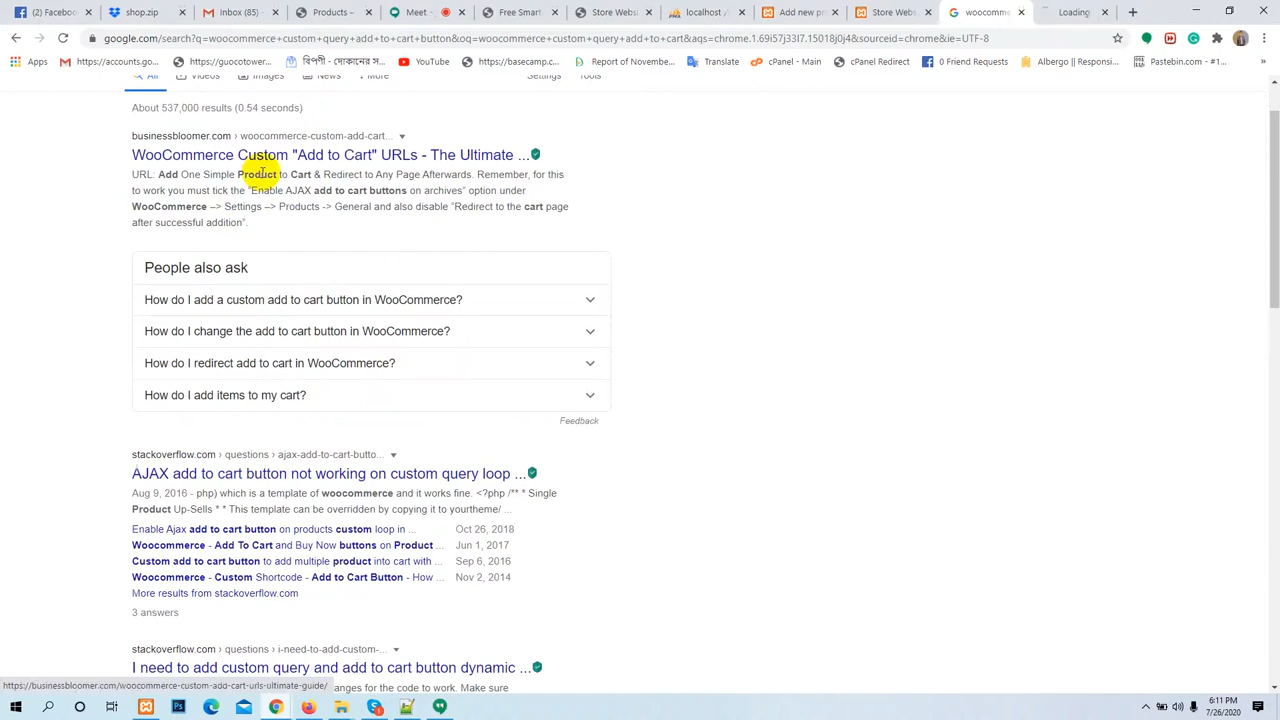 (2) Facebook
new pr
Inbox (85) -
Products –
Meet -
Free Smart
Store Websi
localhost /
Add new pr
Store Webs
woocomme
Loading
google.com/search?q=woocommerce+custom+query+add+to+cart+button&oq=woocommerce+custom+query+add+to+cart&aqs=chrome.1.69i57j33l7.15018j0j4&sourceid=chrome&ie=UTF-8
Apps
https://accounts.go...
https://guocotower...
বিপণী - দোকানের স...
YouTube
https://basecamp.c...
Report of Novembe...
Translate
cPanel - Main
cPanel Redirect
0 Friend Requests
Albergo || Responsi...
Pastebin.com - #1...
»
All Videos Images News More Settings Tools
About 537,000 results (0.54 seconds)
businessbloomer.com › woocommerce-custom-add-cart...
WooCommerce Custom "Add to Cart" URLs - The Ultimate ...
URL: Add One Simple Product to Cart & Redirect to Any Page Afterwards. Remember, for this
to work you must tick the "Enable AJAX add to cart buttons on archives" option under
WooCommerce –> Settings –> Products -> General and also disable "Redirect to the cart page
after successful addition".
People also ask
How do I add a custom add to cart button in WooCommerce?
How do I change the add to cart button in WooCommerce?
How do I redirect add to cart in WooCommerce?
How do I add items to my cart?
Feedback
stackoverflow.com › questions › ajax-add-to-cart-butto...
AJAX add to cart button not working on custom query loop ...
Aug 9, 2016 - php) which is a template of woocommerce and it works fine. <?php /** * Single
Product Up-Sells * * This template can be overridden by copying it to yourtheme/ ...
Enable Ajax add to cart button on products custom loop in ... Oct 26, 2018
Woocommerce - Add To Cart and Buy Now buttons on Product ... Jun 1, 2017
Custom add to cart button to add multiple product into cart with ... Sep 6, 2016
Woocommerce - Custom Shortcode - Add to Cart Button - How ... Nov 2, 2014
More results from stackoverflow.com
3 answers
stackoverflow.com › questions › i-need-to-add-custom-...
I need to add custom query and add to cart button dynamic ...
https://businessbloomer.com/woocommerce-custom-add-cart-urls-ultimate-guide/
anges for the code to work. Make sure
6:11 PM
7/26/2020